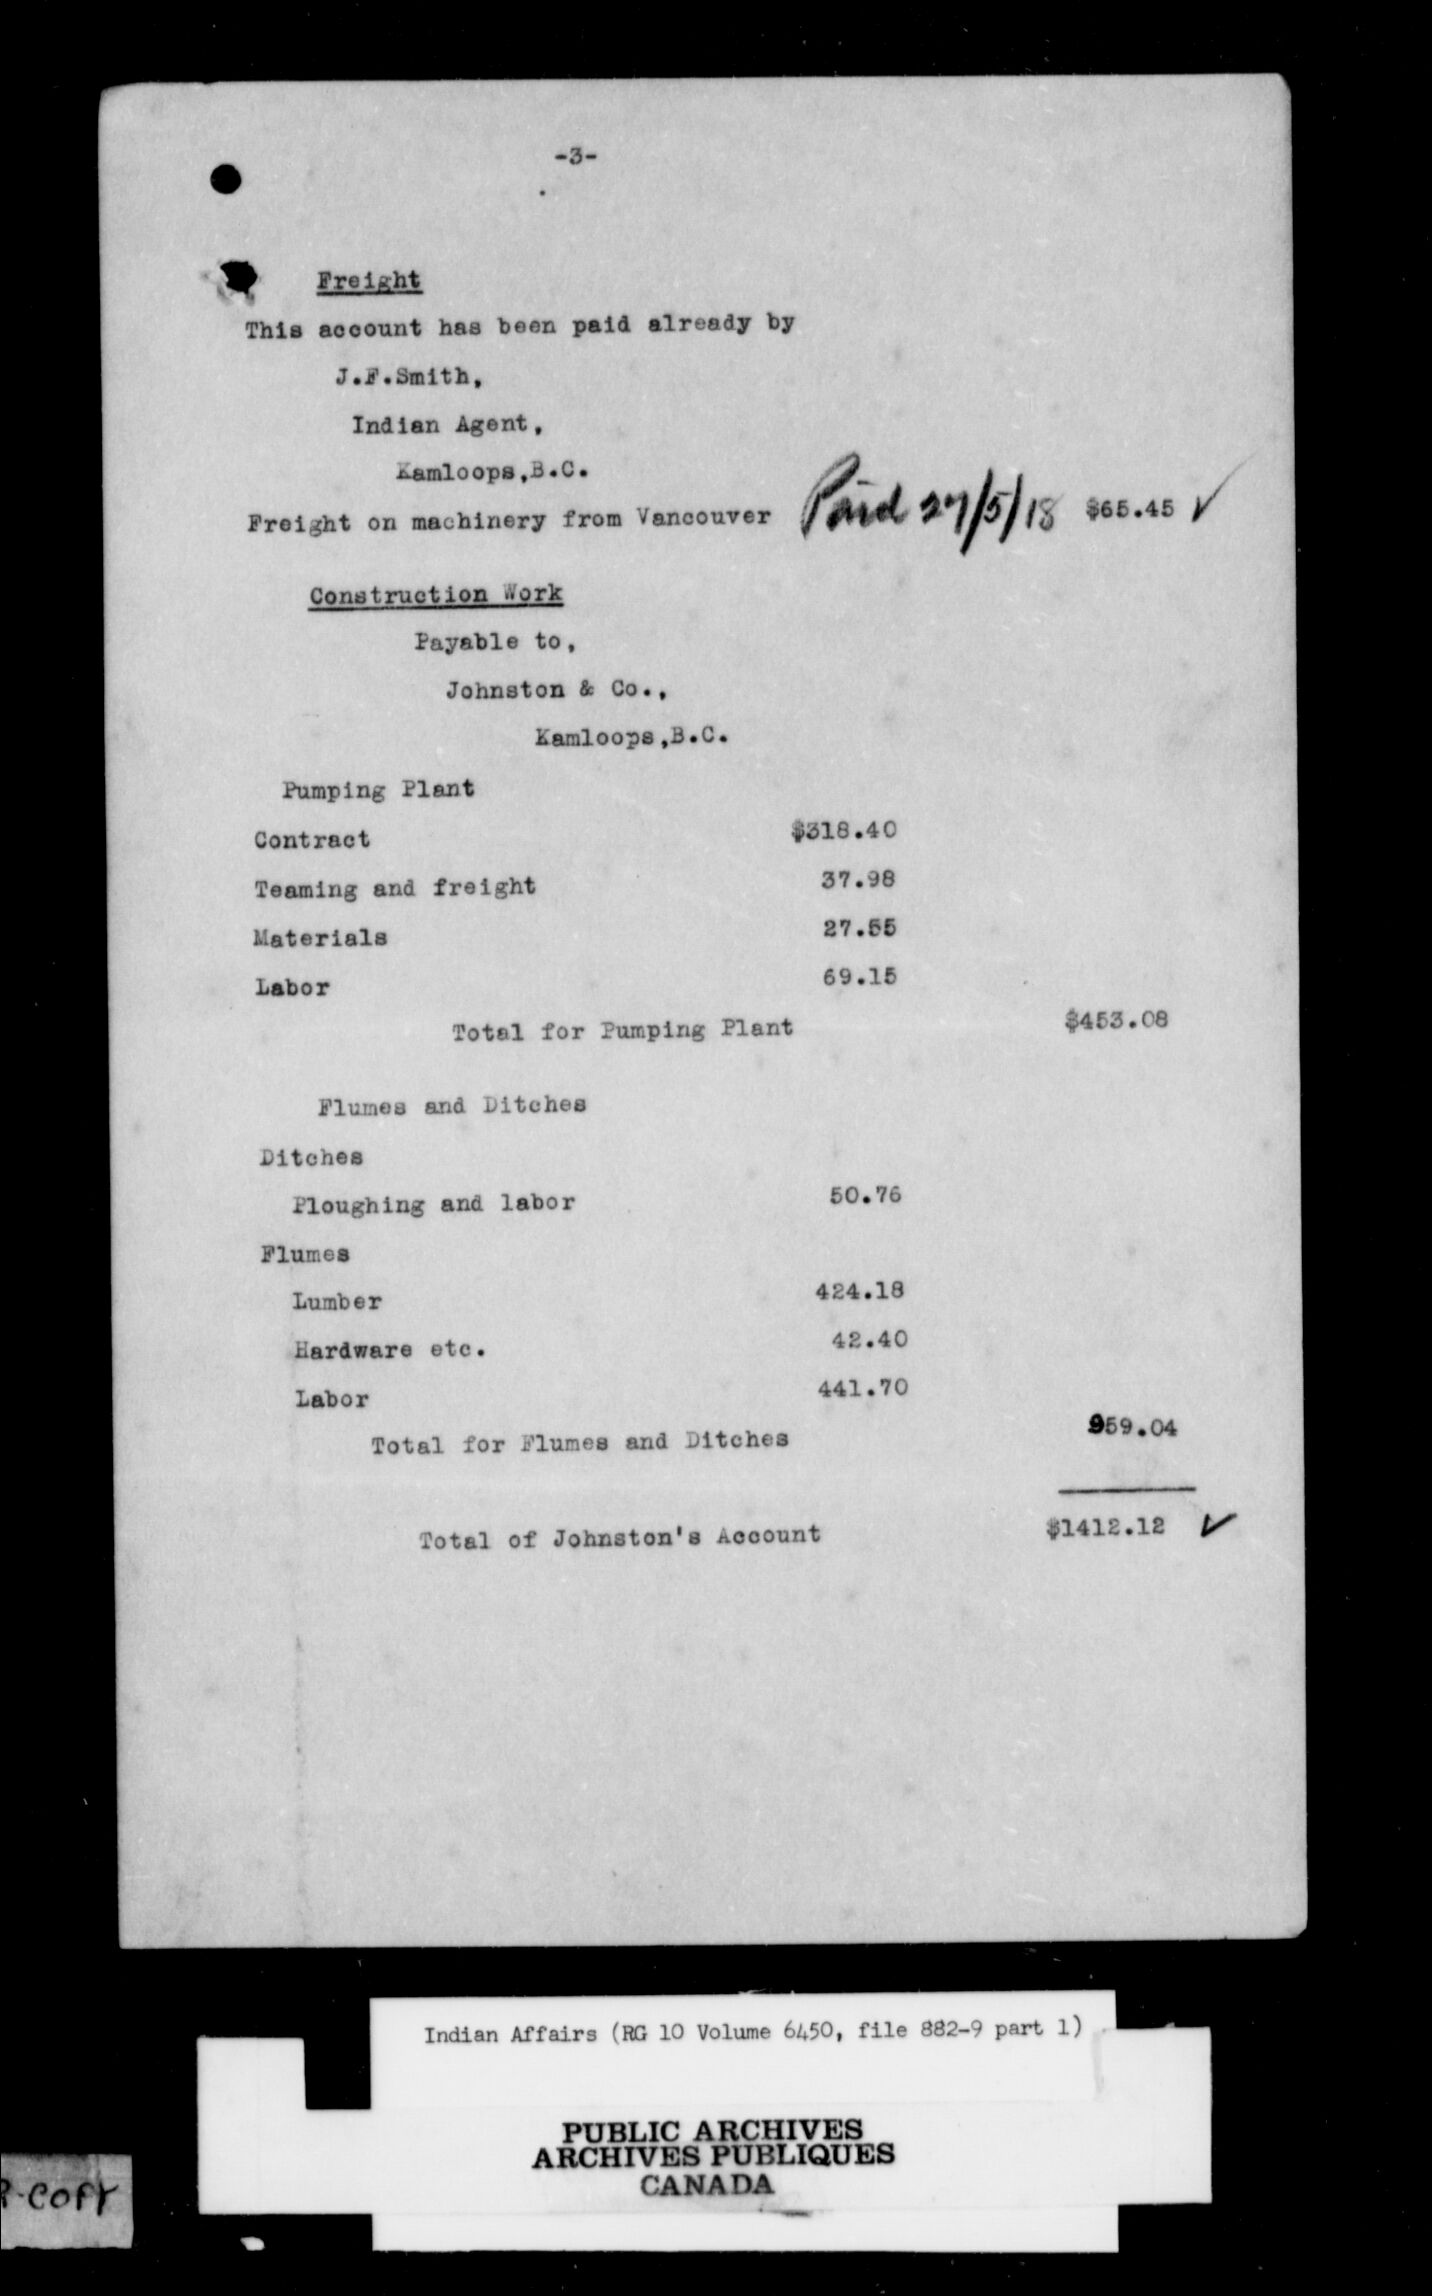 -3-
Freight
This account has been paid already by
J.F.Smith,
Indian Agent,
Kamloops,B.C.
Freight on machinery from Vancouver Paid 27/5/18 $65.45 ✓
Construction Work
Payable to,
Johnston & Co.,
Kamloops,B.C.
Pumping Plant
Contract $318.40
Teaming and freight 37.98
Materials 27.55
Labor 69.15
Total for Pumping Plant $453.08
Flumes and Ditches
Ditches
Ploughing and labor 50.76
Flumes
Lumber 424.18
Hardware etc. 42.40
Labor 441.70
Total for Flumes and Ditches 959.04
Total of Johnston's Account $1412.12 ✓
Indian Affairs (RG 10 Volume 6450, file 882-9 part 1)
PUBLIC ARCHIVES
ARCHIVES PUBLIQUES
CANADA
COPY